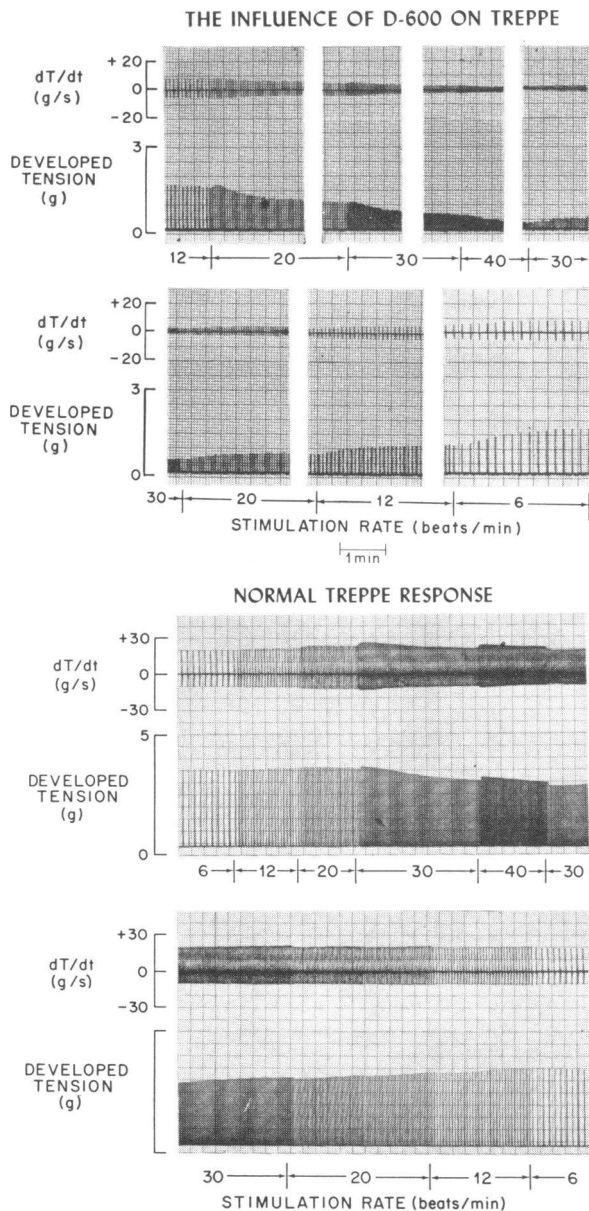 THE INFLUENCE OF D-600 ON TREPPE
+20
dT/dt
0
(g/s)
-20
3
DEVELOPED
TENSION
(g)
0
12 20 30 40 30
+20
dT/dt
0
(g/s)
-20
3
DEVELOPED
TENSION
(g)
0
30 20 12 6
STIMULATION RATE (beats/min)
1min
NORMAL TREPPE RESPONSE
+30
dT/dt
0
(g/s)
-30
5
DEVELOPED
TENSION
(g)
0
6 12 20 30 40 30
+30
dT/dt
0
(g/s)
-30
DEVELOPED
TENSION
(g)
30 20 12 6
STIMULATION RATE (beats/min)